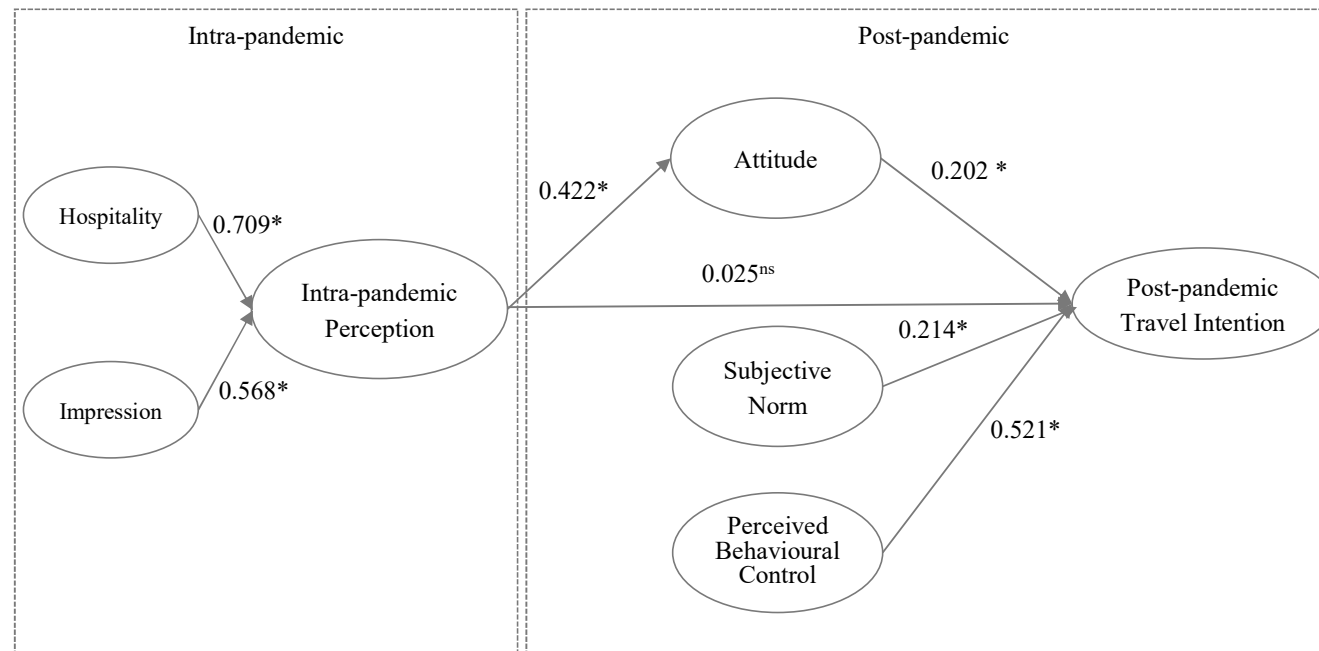 Intra-pandemic
Post-pandemic
Hospitality
0.709*
Impression
0.568*
Intra-pandemic
Perception
0.422*
Attitude
0.202 *
0.025ns
Subjective
Norm
0.214*
Perceived
Behavioural
Control
0.521*
Post-pandemic
Travel Intention